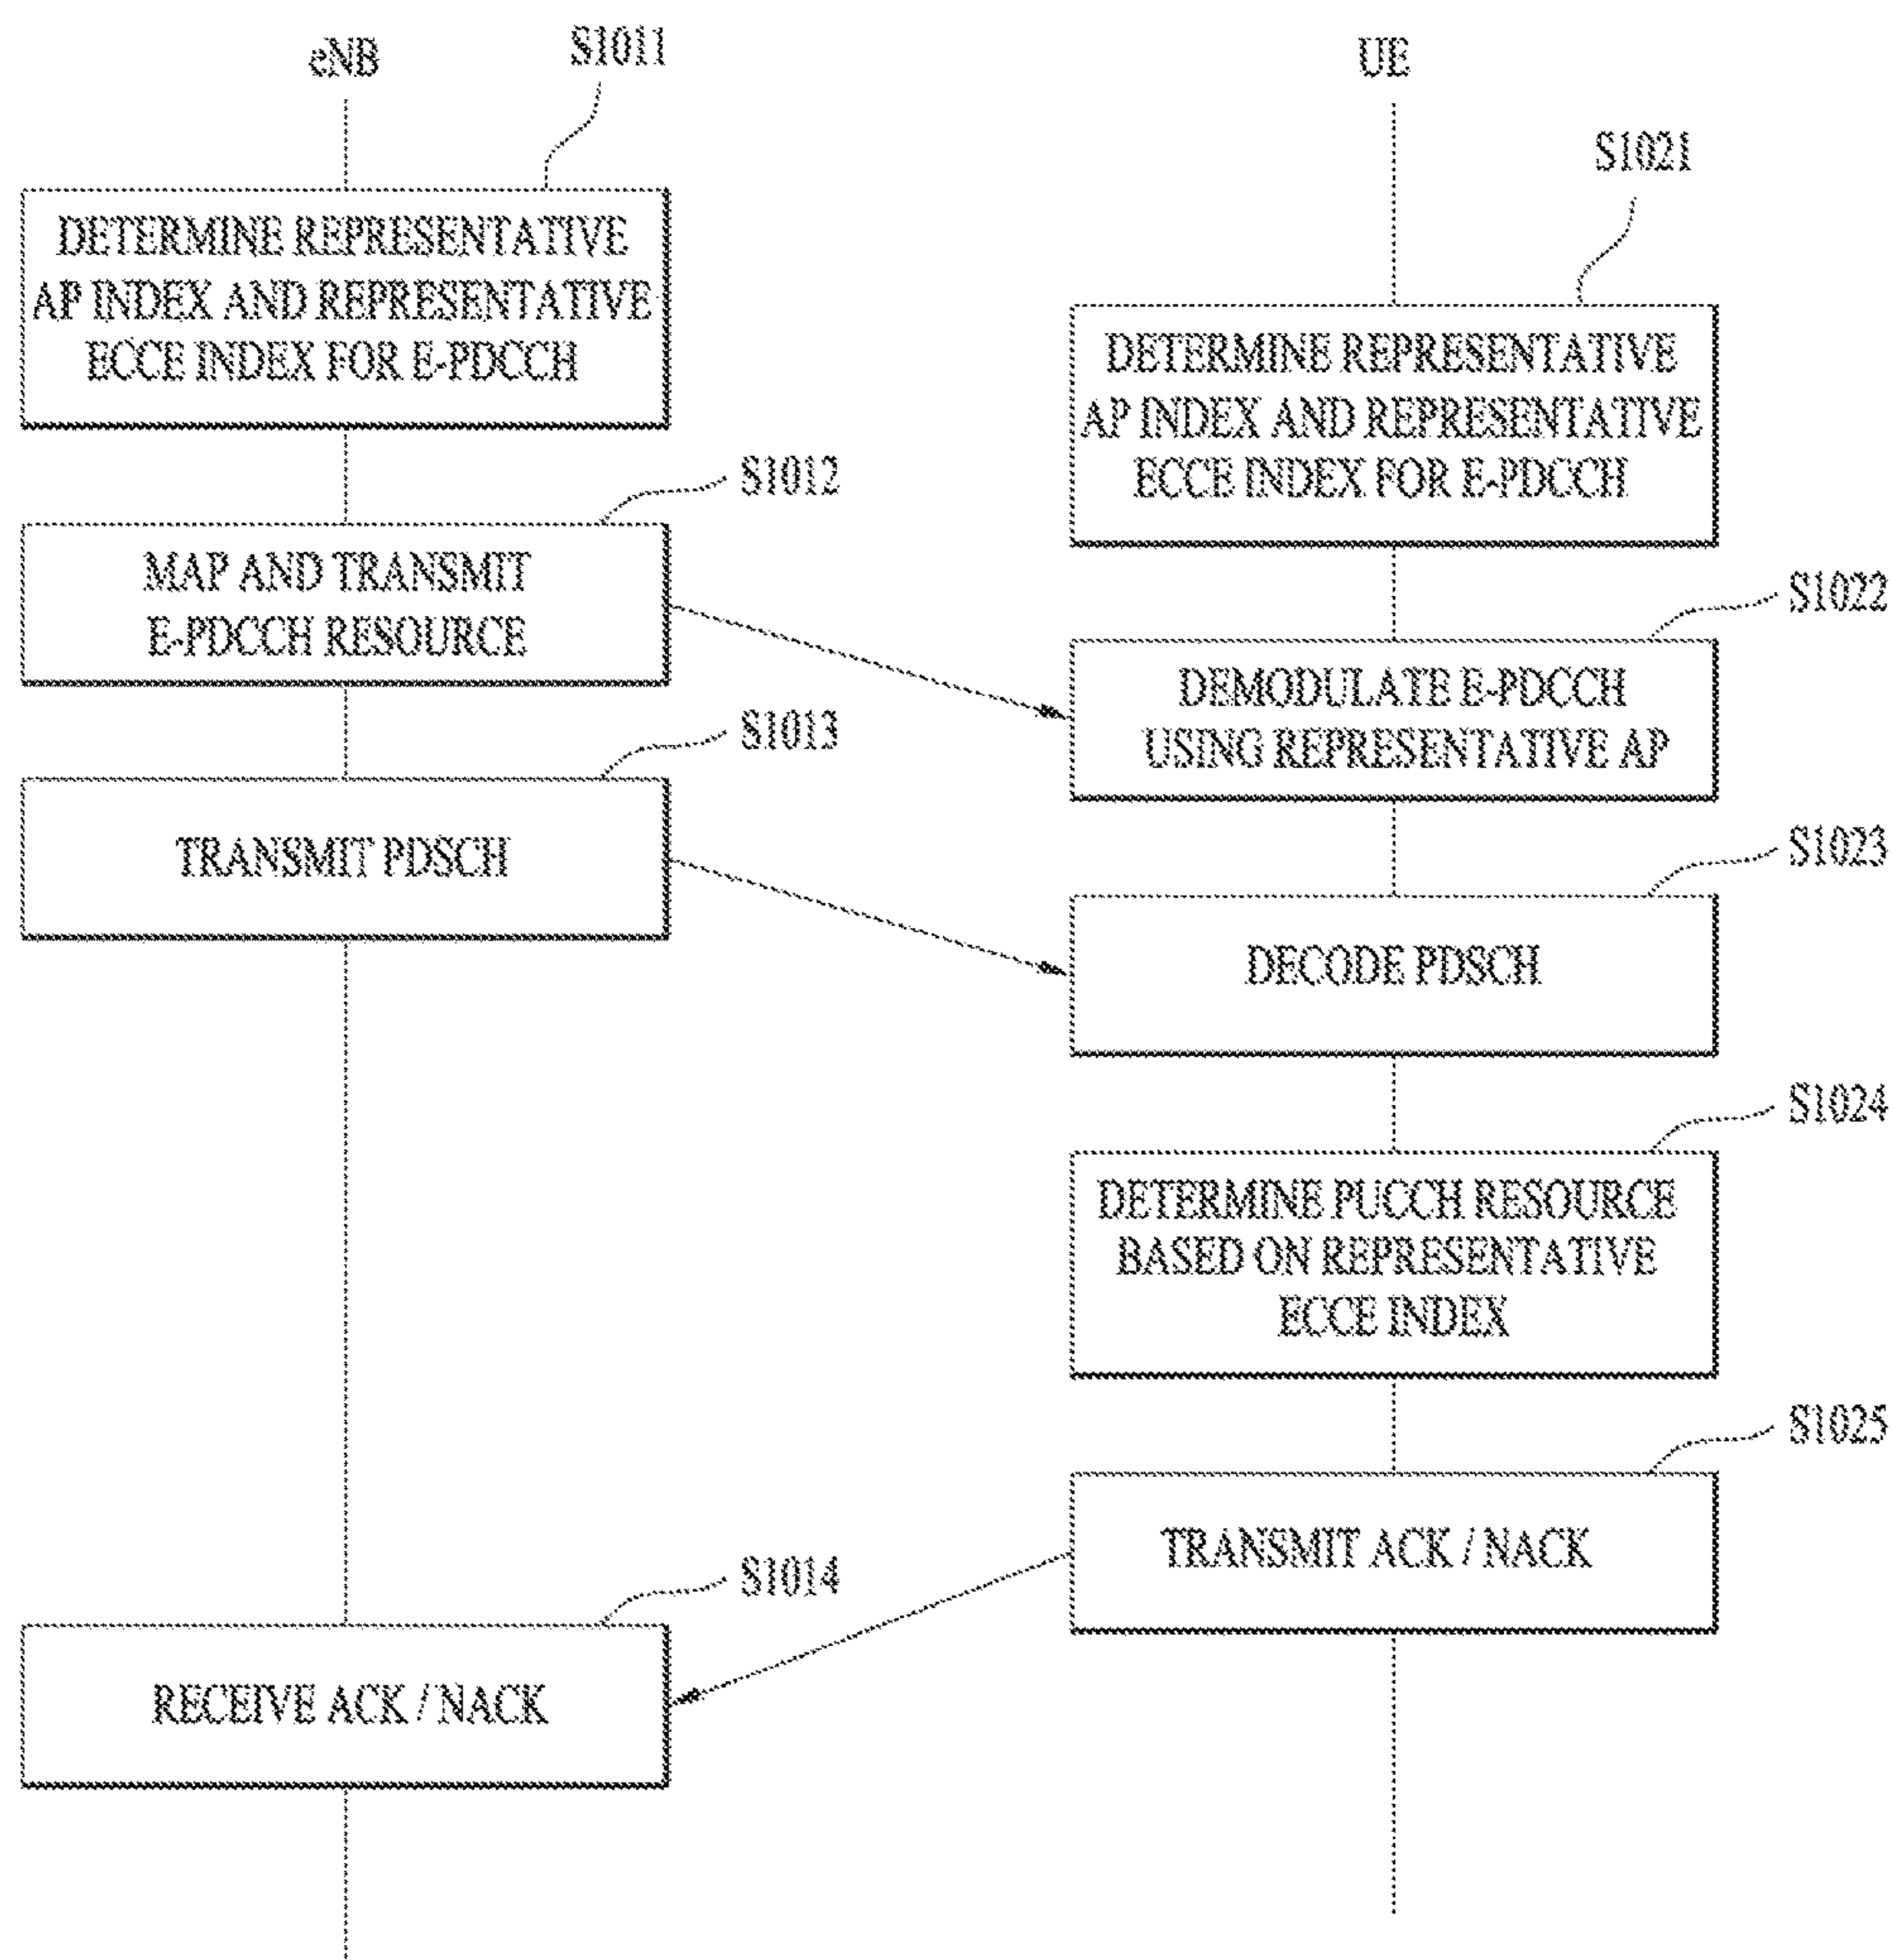 eNB
S1011
DETERMINE REPRESENTATIVE
AP INDEX AND REPRESENTATIVE
ECCE INDEX FOR E-PDCCH
S1012
MAP AND TRANSMIT
E-PDCCH RESOURCE
S1013
TRANSMIT PDSCH
S1014
RECEIVE ACK / NACK
UE
S1021
DETERMINE REPRESENTATIVE
AP INDEX AND REPRESENTATIVE
ECCE INDEX FOR E-PDCCH
S1022
DEMODULATE E-PDCCH
USING REPRESENTATIVE AP
S1023
DECODE PDSCH
S1024
DETERMINE PUCCH RESOURCE
BASED ON REPRESENTATIVE
ECCE INDEX
S1025
TRANSMIT ACK / NACK